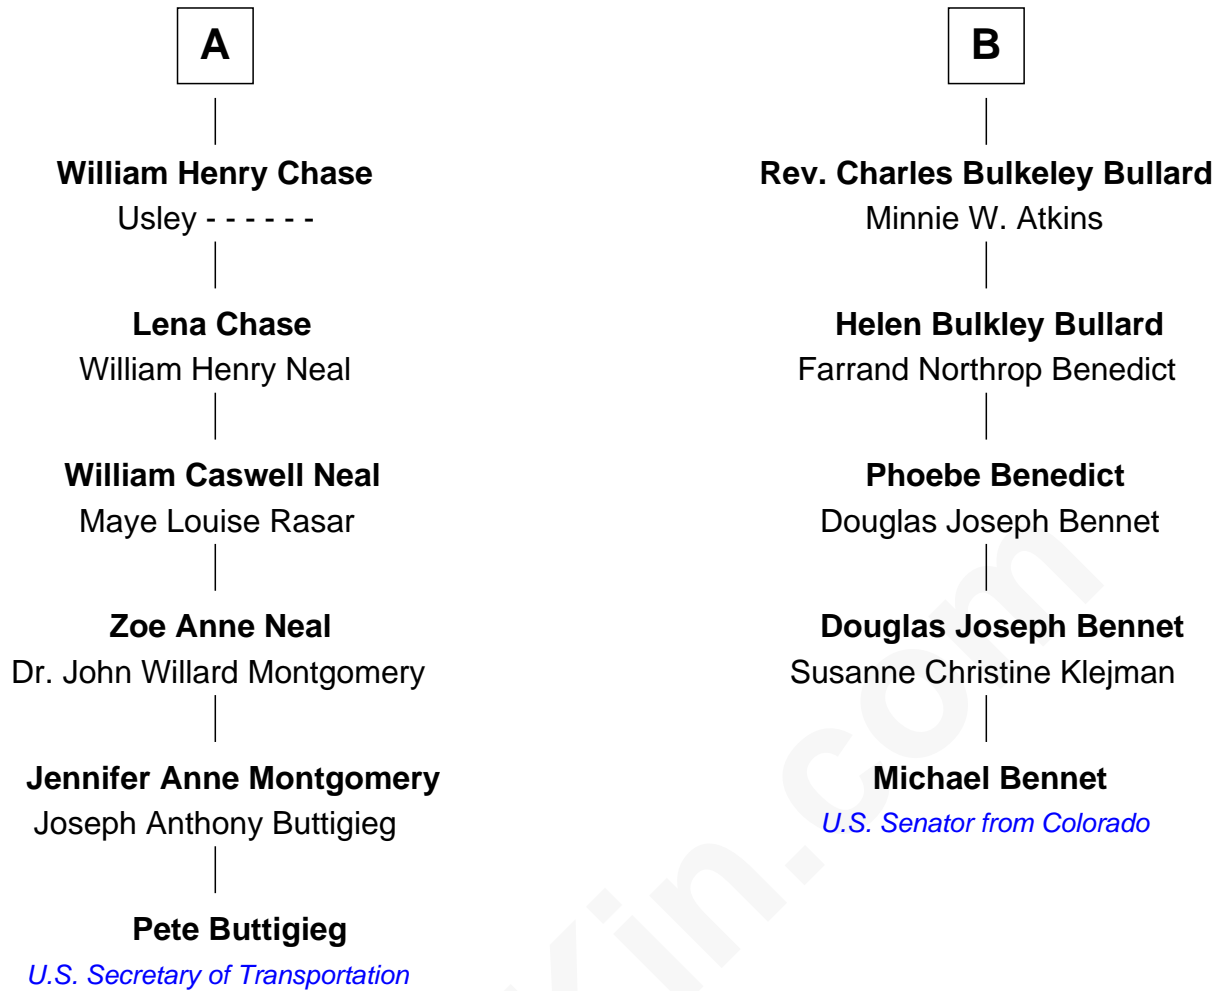 A
William Henry Chase
Usley - - - - - -
Lena Chase
William Henry Neal
William Caswell Neal
Maye Louise Rasar
Zoe Anne Neal
Dr. John Willard Montgomery
Jennifer Anne Montgomery
Joseph Anthony Buttigieg
Pete Buttigieg
U.S. Secretary of Transportation
B
Rev. Charles Bulkeley Bullard
Minnie W. Atkins
Helen Bulkley Bullard
Farrand Northrop Benedict
Phoebe Benedict
Douglas Joseph Bennet
Douglas Joseph Bennet
Susanne Christine Klejman
Michael Bennet
U.S. Senator from Colorado